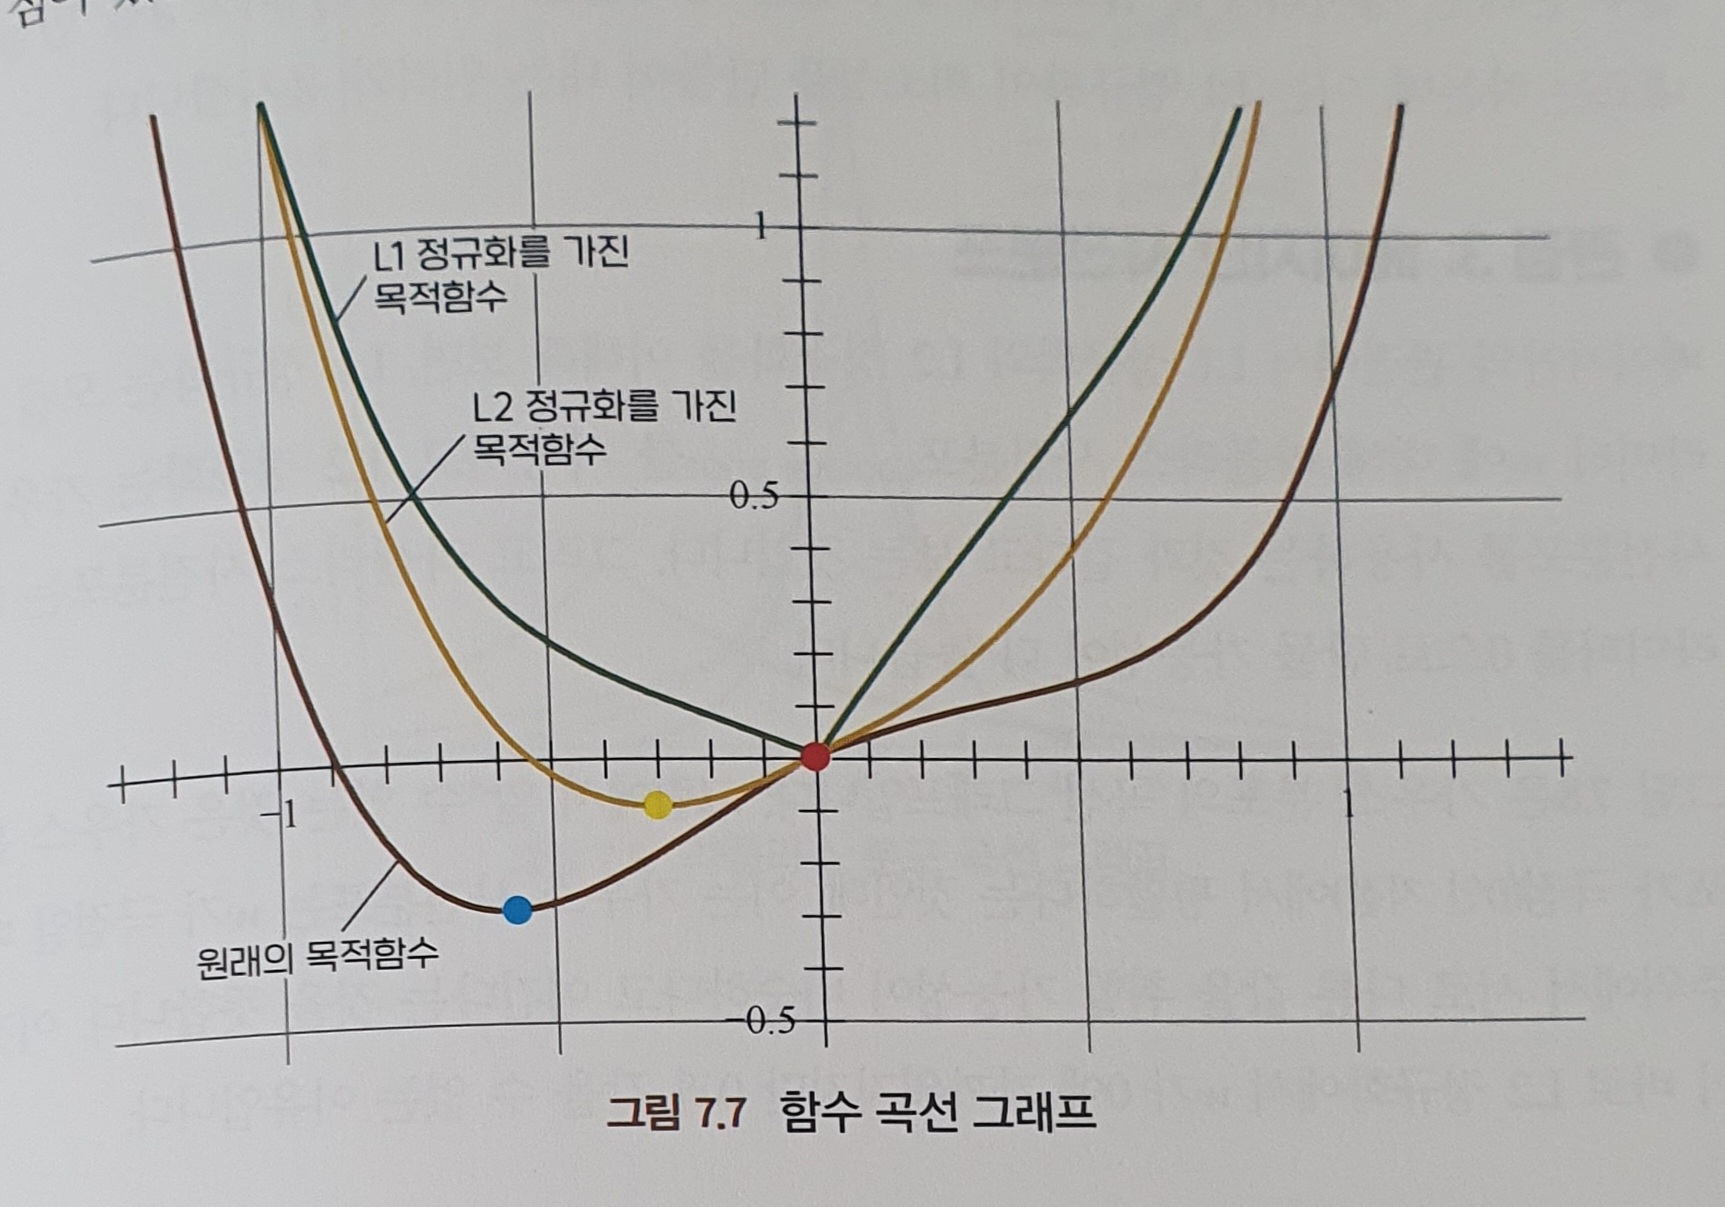 1
L1 정규화를 가진
목적함수
L2 정규화를 가진
목적함수
0.5
-1
1
원래의 목적함수
-0.5
그림 7.7 함수 곡선 그래프